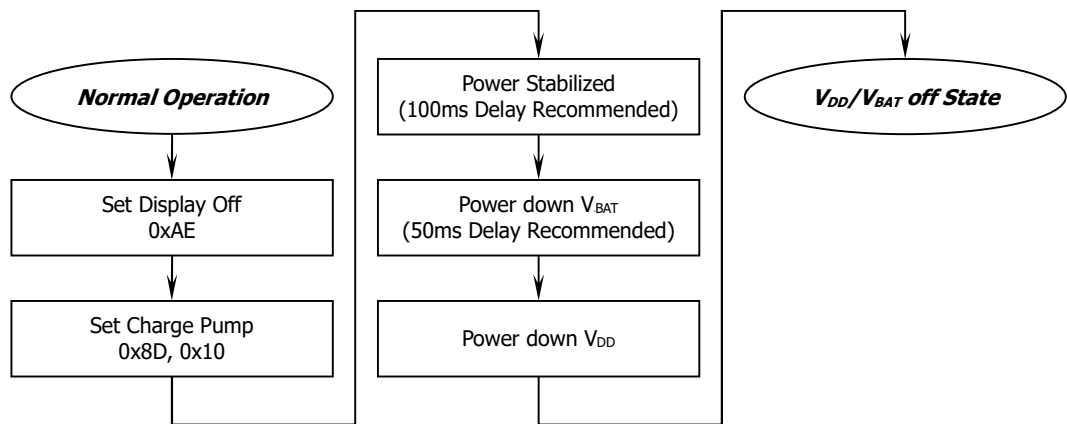 Normal Operation
Set Display Off
0xAE
Set Charge Pump
0x8D, 0x10
Power Stabilized
(100ms Delay Recommended)
Power down VBAT
(50ms Delay Recommended)
Power down VDD
VDD/VBAT off State